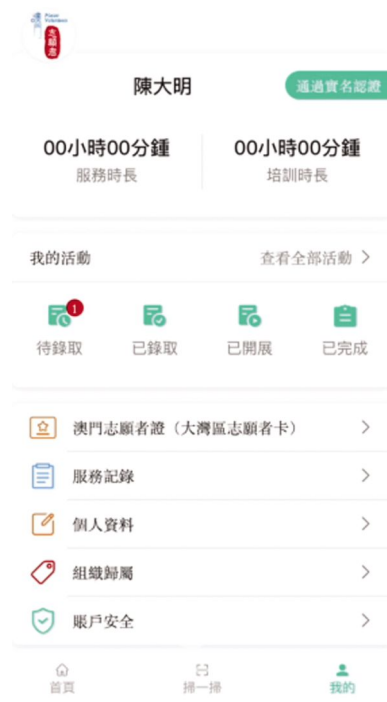 志願者
陳大明
通過實名認證
00小時00分鍾
00小時00分鍾
服務時長
培訓時長
我的活動
查看全部活動
1
待錄取
已錄取
已開展
已完成
澳門志願者證（大灣區志願者卡）
服務記錄
個人資料
組織歸屬
賬戶安全
首頁
掃一掃
我的